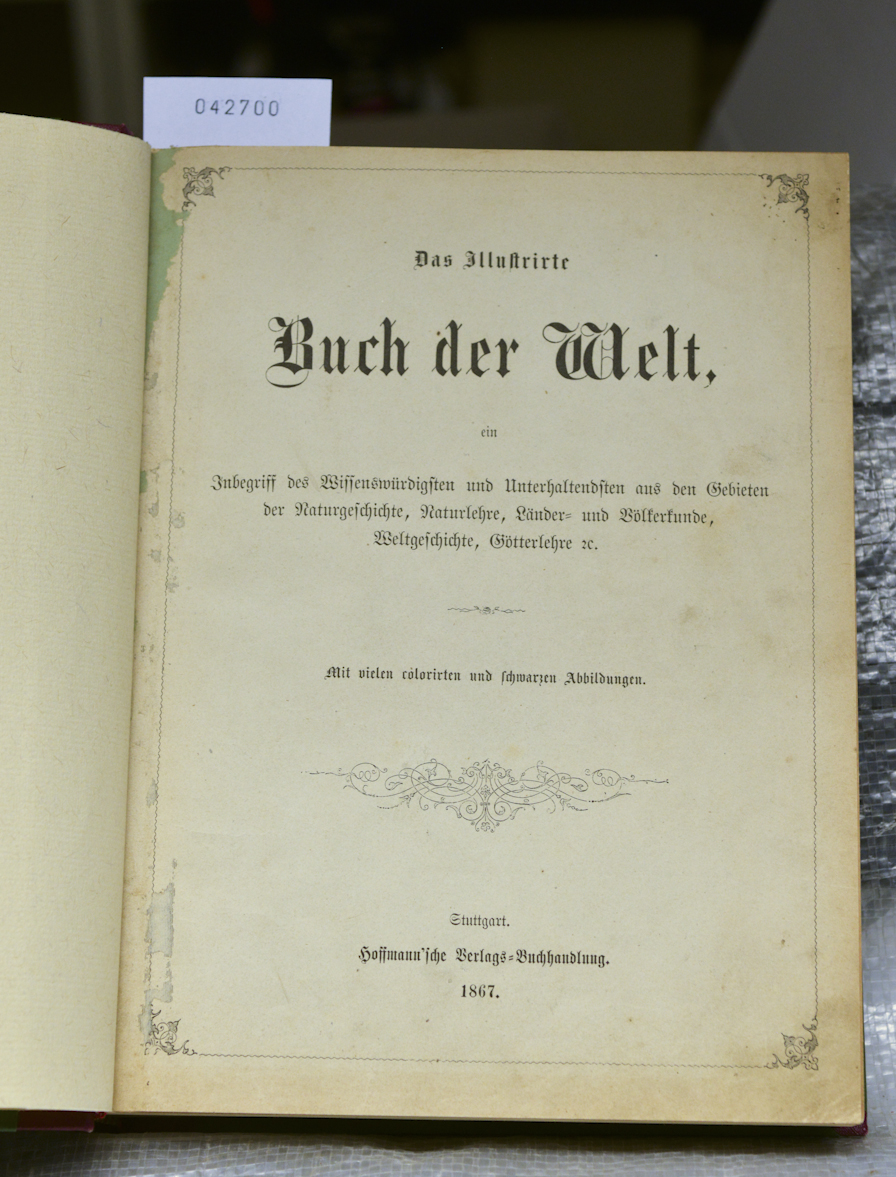 042700
Das Illustrirte
Buch der Welt,
ein
Inbegriff des Wissenswürdigsten und Unterhaltendsten aus den Gebieten
der Naturgeschichte, Naturlehre, Länder- und Völkerkunde,
Weltgeschichte, Götterlehre ꝛc.
Mit vielen colorirten und schwarzen Abbildungen.
Stuttgart.
Hoffmann'sche Verlags-Buchhandlung.
1867.